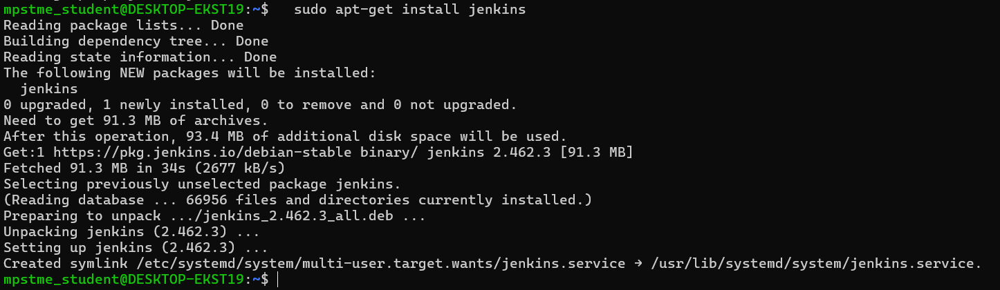 mpstme_student@DESKTOP-EKST19:~$   sudo apt-get install jenkins
Reading package lists... Done
Building dependency tree... Done
Reading state information... Done
The following NEW packages will be installed:
  jenkins
0 upgraded, 1 newly installed, 0 to remove and 0 not upgraded.
Need to get 91.3 MB of archives.
After this operation, 93.4 MB of additional disk space will be used.
Get:1 https://pkg.jenkins.io/debian-stable binary/ jenkins 2.462.3 [91.3 MB]
Fetched 91.3 MB in 34s (2677 kB/s)
Selecting previously unselected package jenkins.
(Reading database ... 66956 files and directories currently installed.)
Preparing to unpack .../jenkins_2.462.3_all.deb ...
Unpacking jenkins (2.462.3) ...
Setting up jenkins (2.462.3) ...
Created symlink /etc/systemd/system/multi-user.target.wants/jenkins.service → /usr/lib/systemd/system/jenkins.service.
mpstme_student@DESKTOP-EKST19:~$